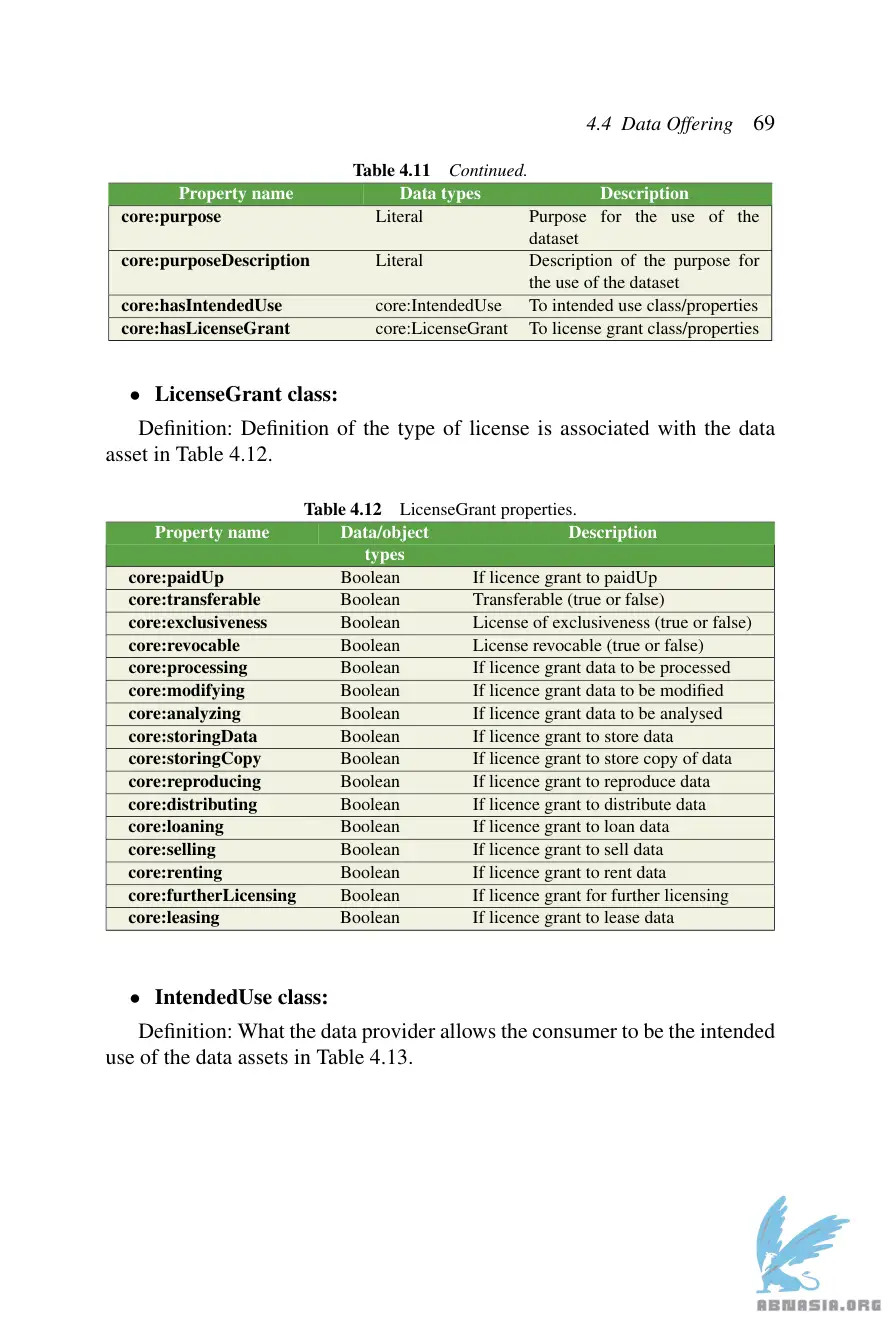 4.4 Data Offering 69
Table 4.11 Continued.
Property name Data types Description
core:purpose Literal Purpose for the use of the
dataset
core:purposeDescription Literal Description of the purpose for
the use of the dataset
core:hasIntendedUse core:IntendedUse To intended use class/properties
core:hasLicenseGrant core:LicenseGrant To license grant class/properties
• LicenseGrant class:
Definition: Definition of the type of license is associated with the data
asset in Table 4.12.
Table 4.12 LicenseGrant properties.
Property name Data/object Description
types
core:paidUp Boolean If licence grant to paidUp
core:transferable Boolean Transferable (true or false)
core:exclusiveness Boolean License of exclusiveness (true or false)
core:revocable Boolean License revocable (true or false)
core:processing Boolean If licence grant data to be processed
core:modifying Boolean If licence grant data to be modified
core:analyzing Boolean If licence grant data to be analysed
core:storingData Boolean If licence grant to store data
core:storingCopy Boolean If licence grant to store copy of data
core:reproducing Boolean If licence grant to reproduce data
core:distributing Boolean If licence grant to distribute data
core:loaning Boolean If licence grant to loan data
core:selling Boolean If licence grant to sell data
core:renting Boolean If licence grant to rent data
core:furtherLicensing Boolean If licence grant for further licensing
core:leasing Boolean If licence grant to lease data
• IntendedUse class:
Definition: What the data provider allows the consumer to be the intended
use of the data assets in Table 4.13.
ABNASIA.ORG